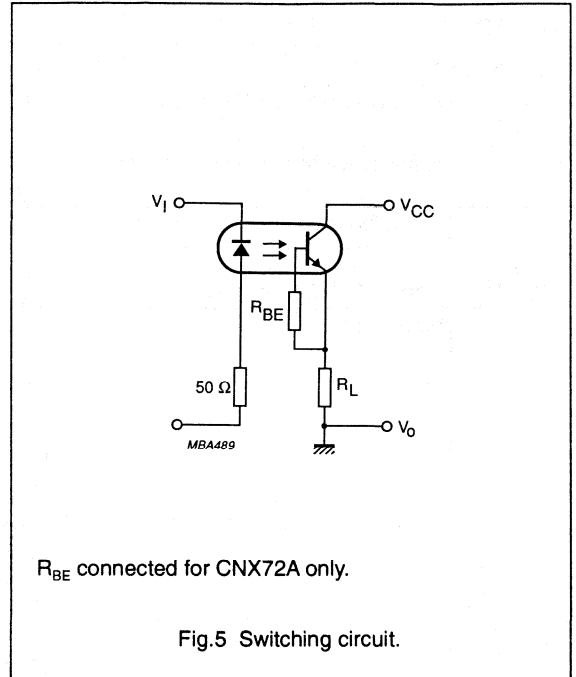 V_I
V_CC
R_BE
50 Ω
R_L
MBA489
V_o
R_BE connected for CNX72A only.
Fig.5 Switching circuit.